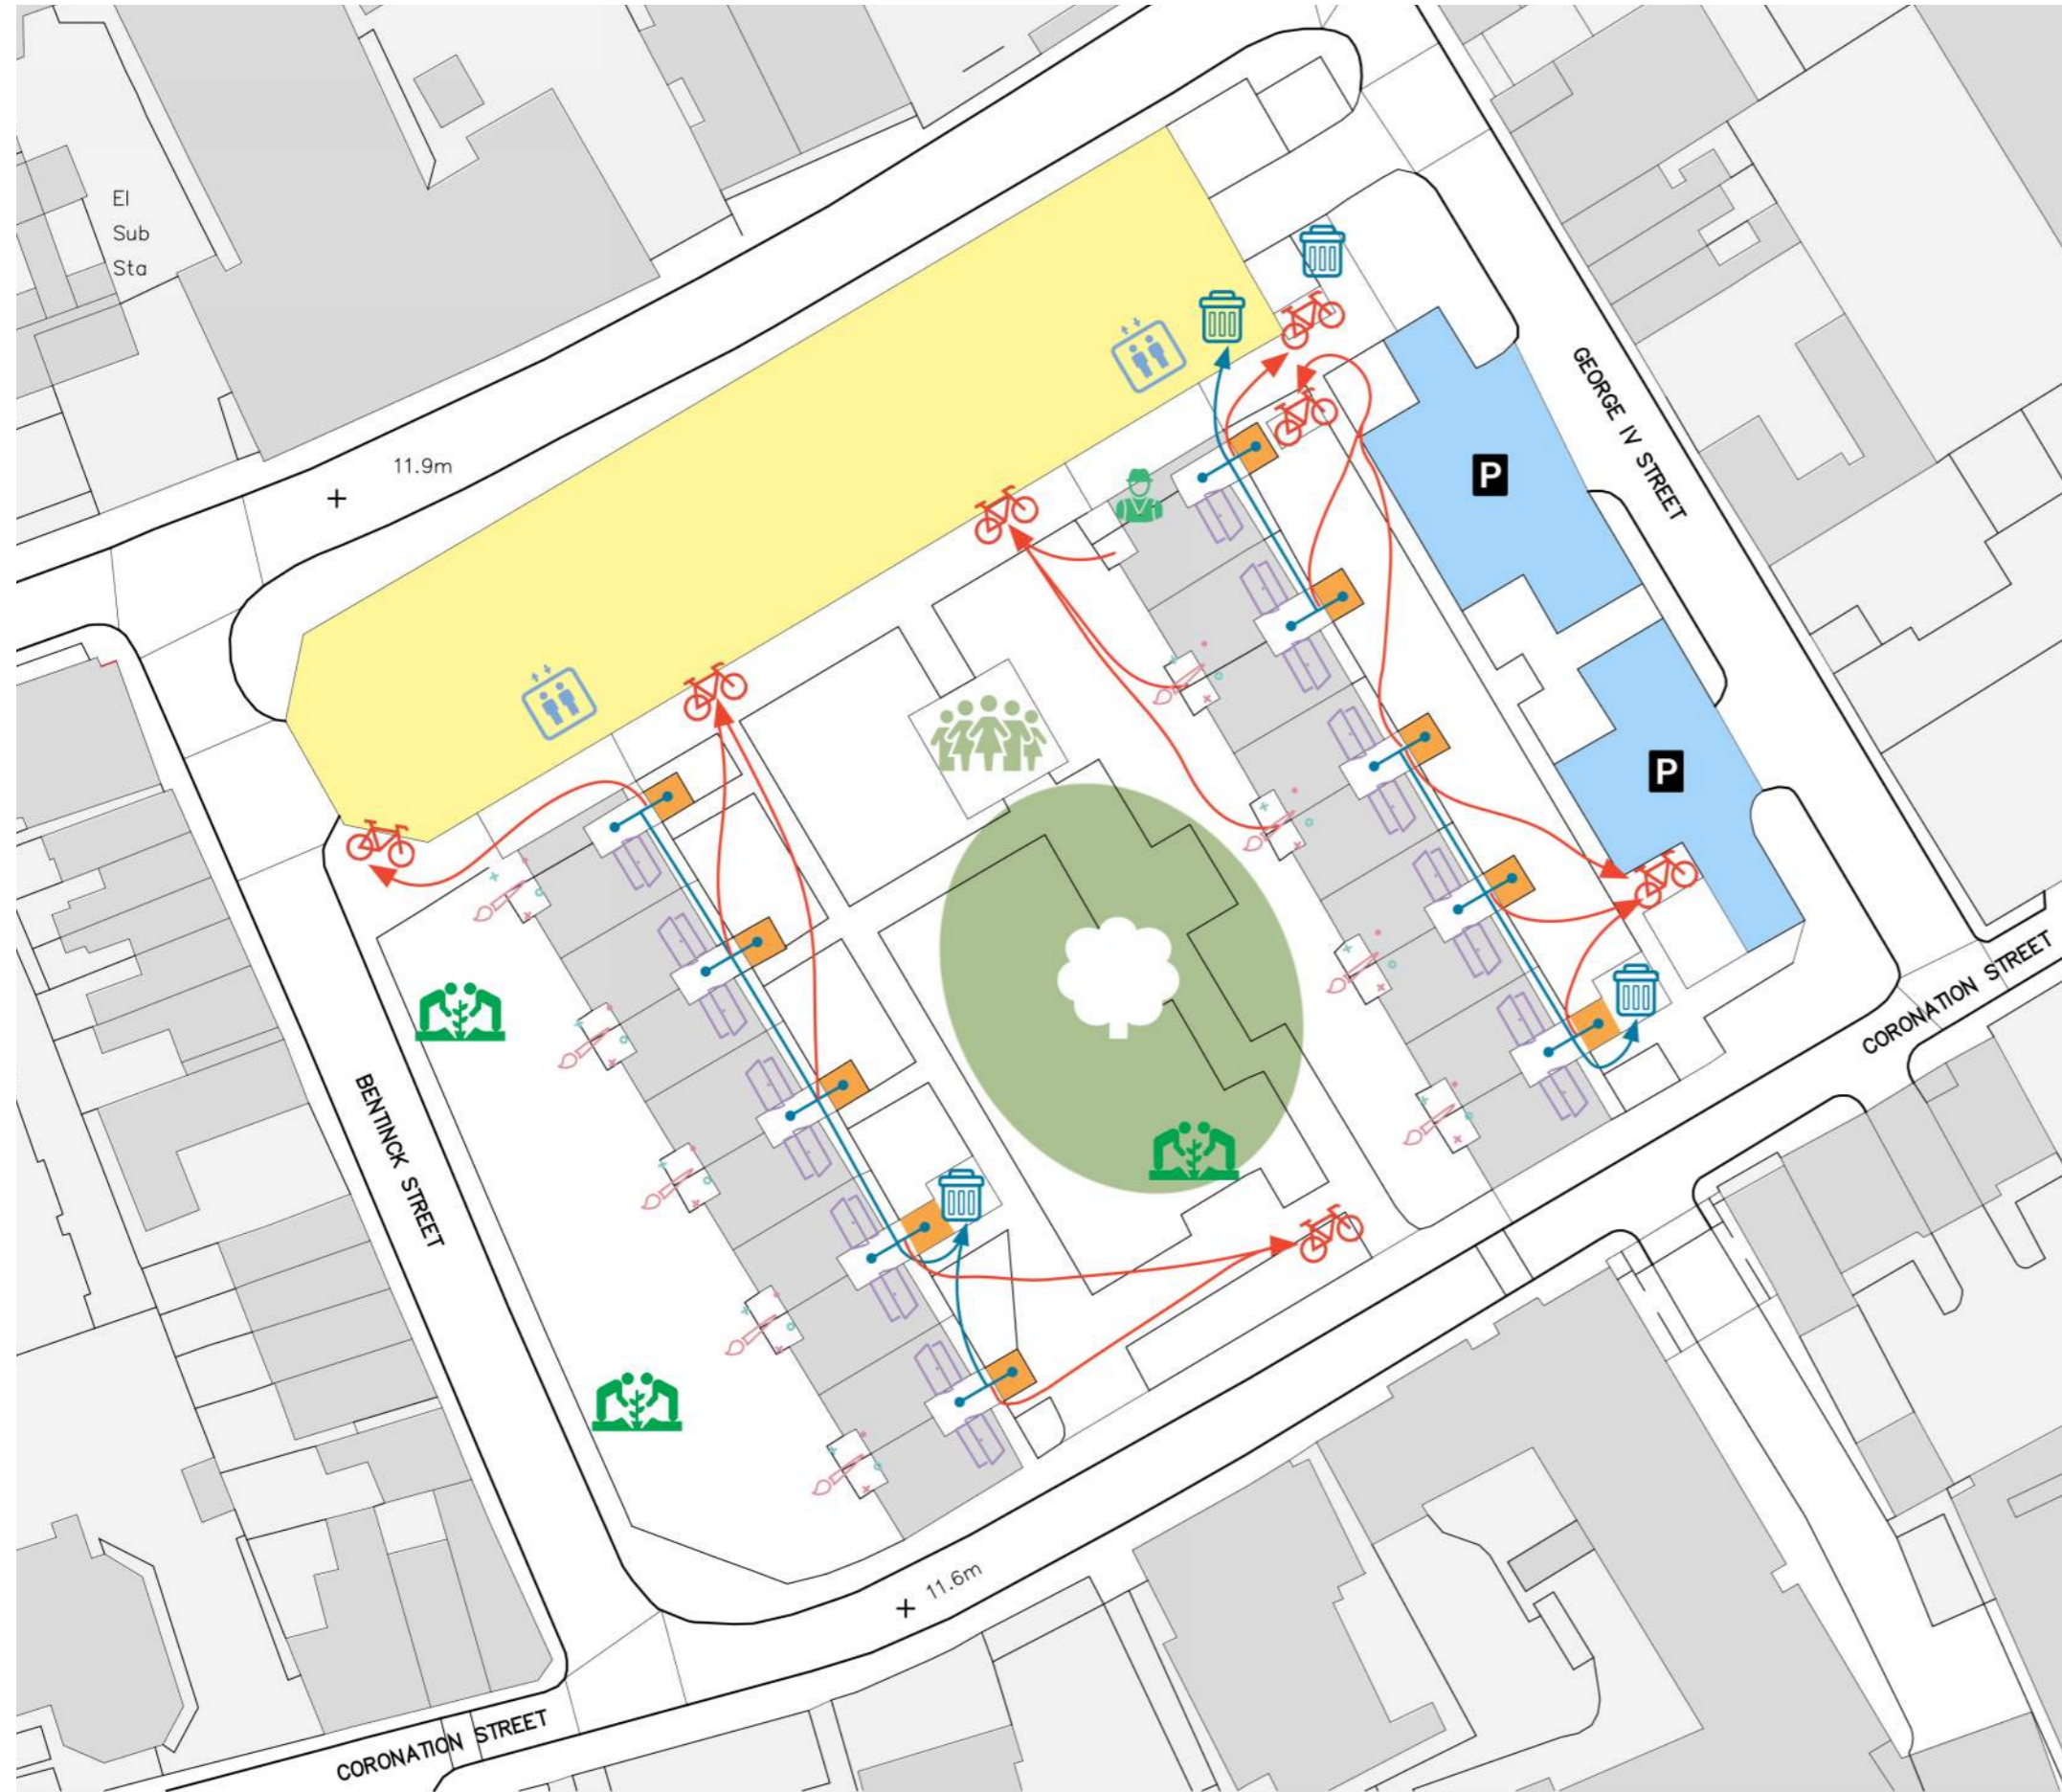 El
Sub
Sta
11.9m
GEORGE IV STREET
P
P
CORONATION STREET
BENTINCK STREET
11.6m
CORONATION STREET